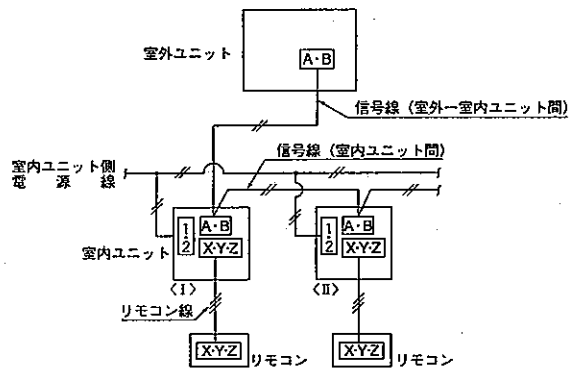 室外ユニット
A・B
信号線（室外ー室内ユニット間）
信号線（室内ユニット間）
室内ユニット側
電源線
1・2
A・B
X・Y・Z
1・2
A・B
X・Y・Z
室内ユニット
〈Ⅰ〉
〈Ⅱ〉
リモコン線
X・Y・Z
リモコン
X・Y・Z
リモコン